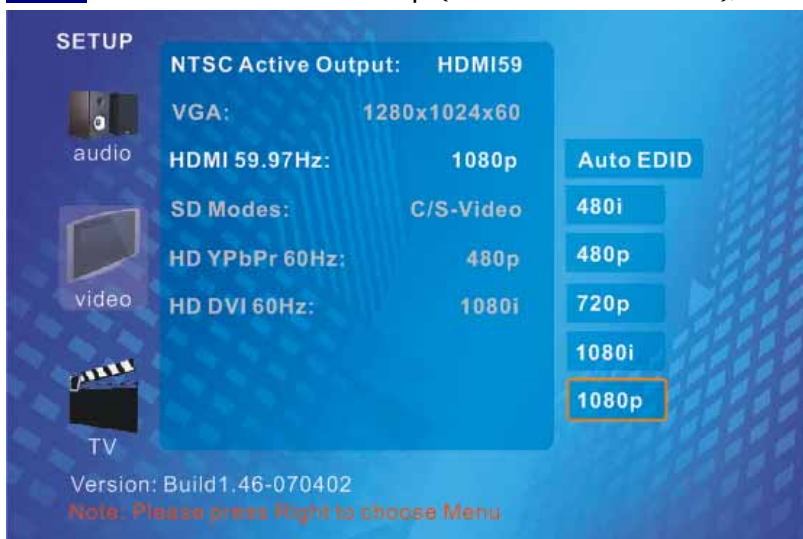 SETUP
NTSC Active Output: HDMI59
VGA: 1280x1024x60
audio
HDMI 59.97Hz: 1080p
Auto EDID
SD Modes: C/S-Video
480i
HD YPbPr 60Hz: 480p
480p
video
HD DVI 60Hz: 1080i
720p
1080i
1080p
TV
Version: Build1.46-070402
Note: Please press Right to choose Menu